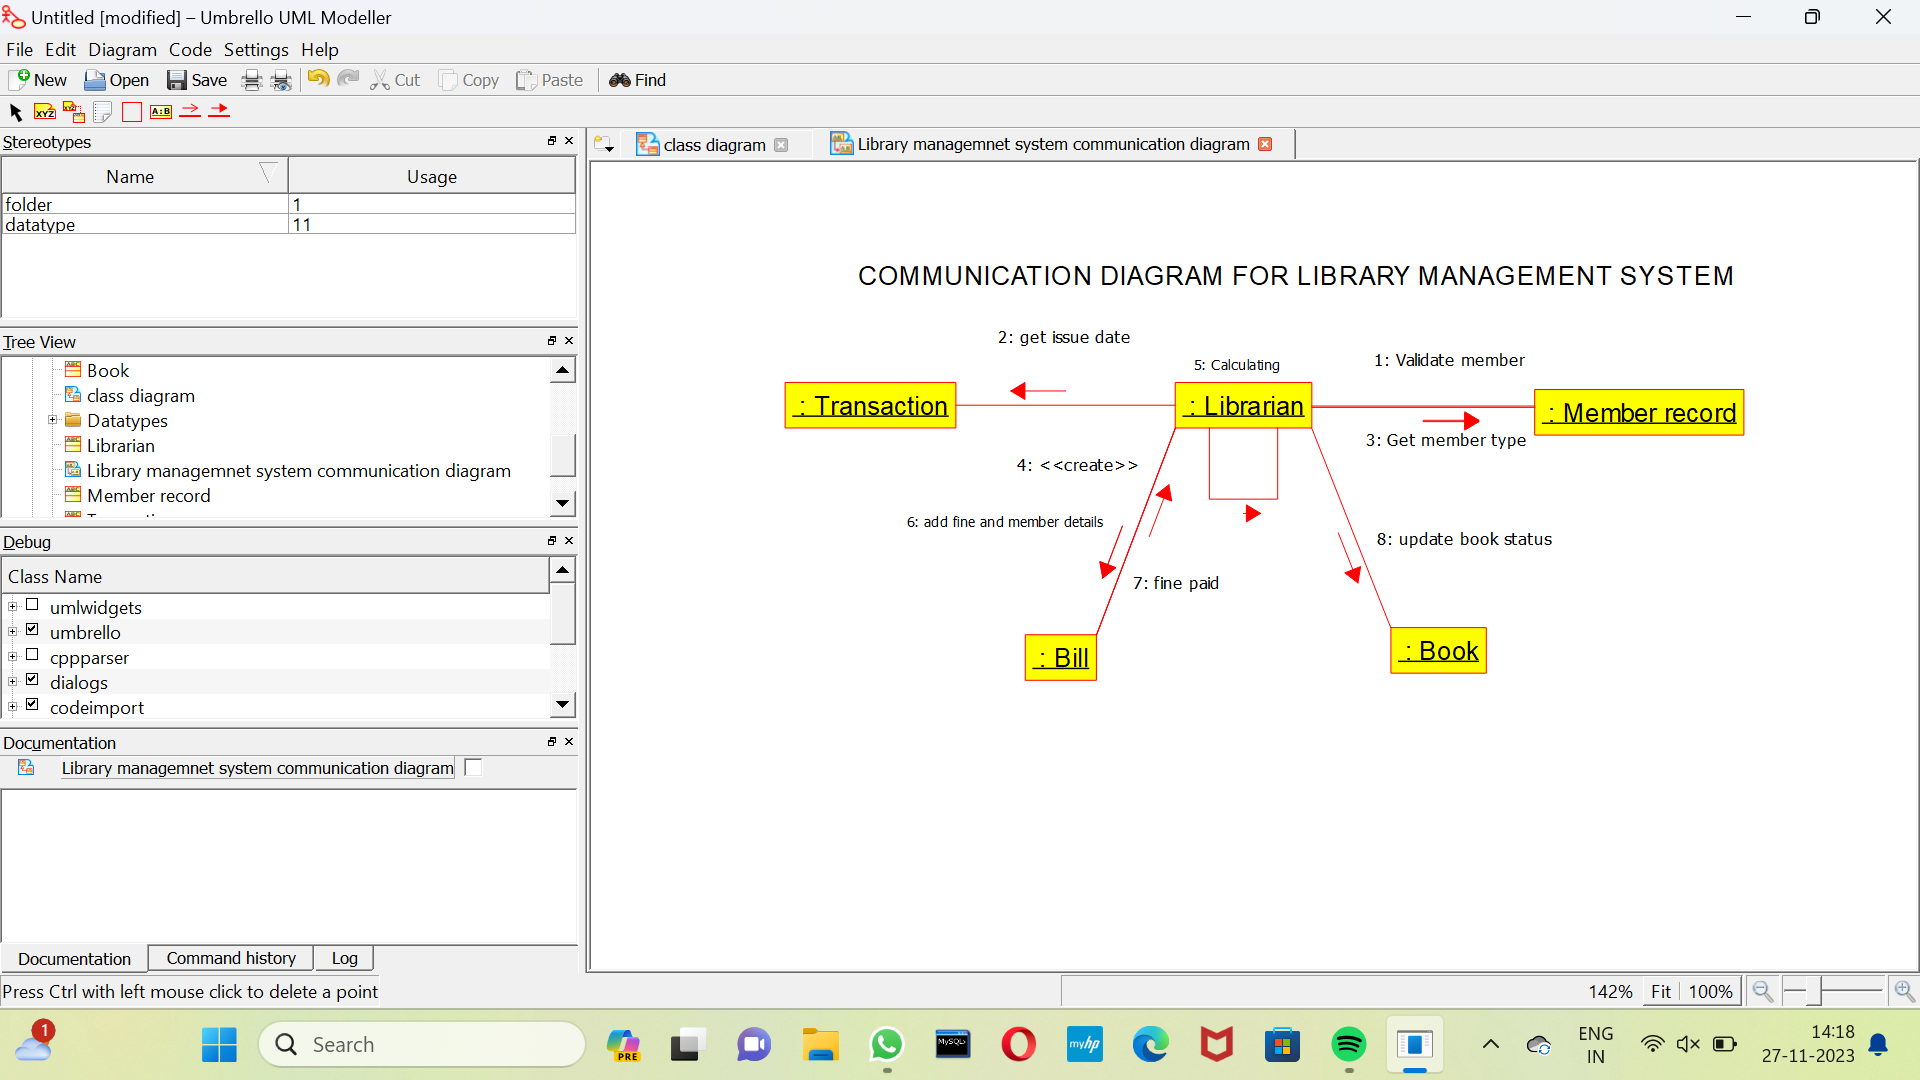 Untitled [modified] – Umbrello UML Modeller
File Edit Diagram Code Settings Help
New Open Save Cut Copy Paste Find
XYZ XYZ A:B
Stereotypes
Name Usage
folder 1
datatype 11
Tree View
Book
class diagram
Datatypes
Librarian
Library managemnet system communication diagram
Member record
Debug
Class Name
umlwidgets
umbrello
cppparser
dialogs
codeimport
Documentation
Library managemnet system communication diagram
Documentation Command history Log
Press Ctrl with left mouse click to delete a point
class diagram Library managemnet system communication diagram
COMMUNICATION DIAGRAM FOR LIBRARY MANAGEMENT SYSTEM
2: get issue date
5: Calculating
1: Validate member
: Transaction
: Librarian
: Member record
3: Get member type
4: <<create>>
6: add fine and member details
8: update book status
7: fine paid
: Bill
: Book
142% Fit 100%
1
Search
PRE
MySQL>
myhp
ENG
IN
14:18
27-11-2023